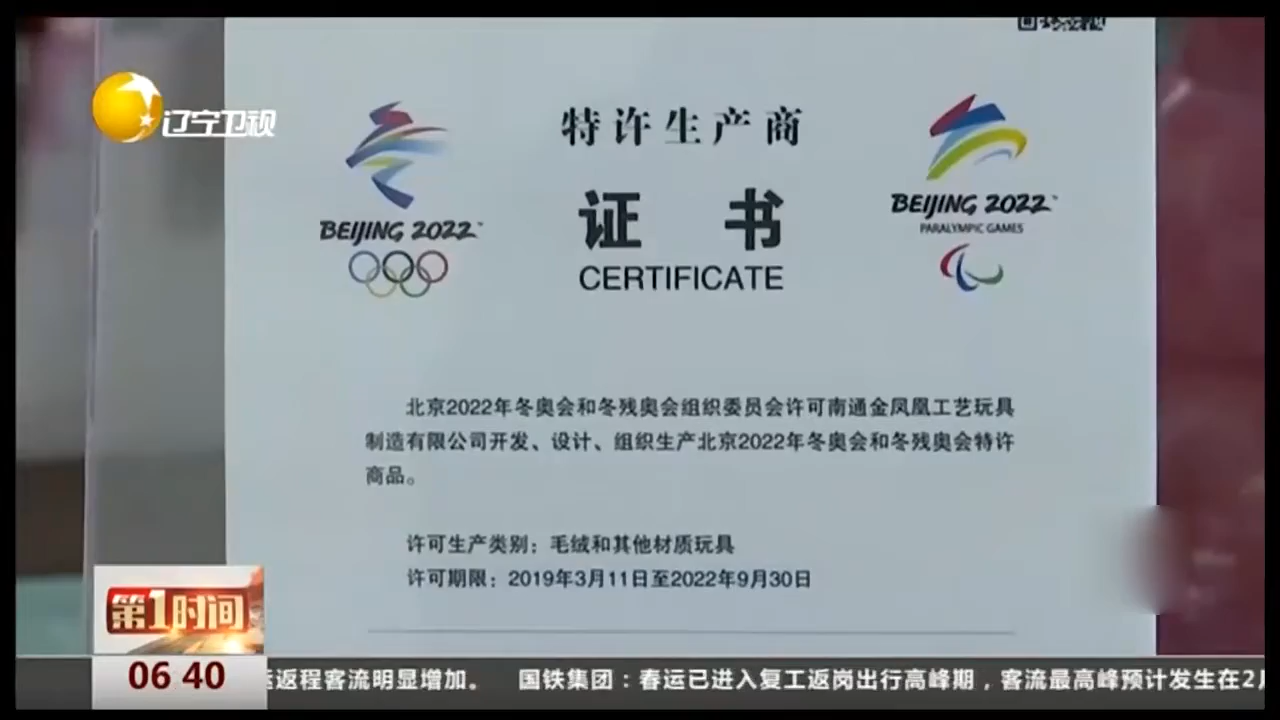 辽宁卫视
特许生产商
证 书
CERTIFICATE
BEIJING 2022™
BEIJING 2022™
PARALYMPIC GAMES
北京2022年冬奥会和冬残奥会组织委员会许可南通金凤凰工艺玩具
制造有限公司开发、设计、组织生产北京2022年冬奥会和冬残奥会特许
商品。
许可生产类别：毛绒和其他材质玩具
许可期限：2019年3月11日至2022年9月30日
第1时间
06 40
返程客流明显增加。 国铁集团：春运已进入复工返岗出行高峰期，客流最高峰预计发生在2